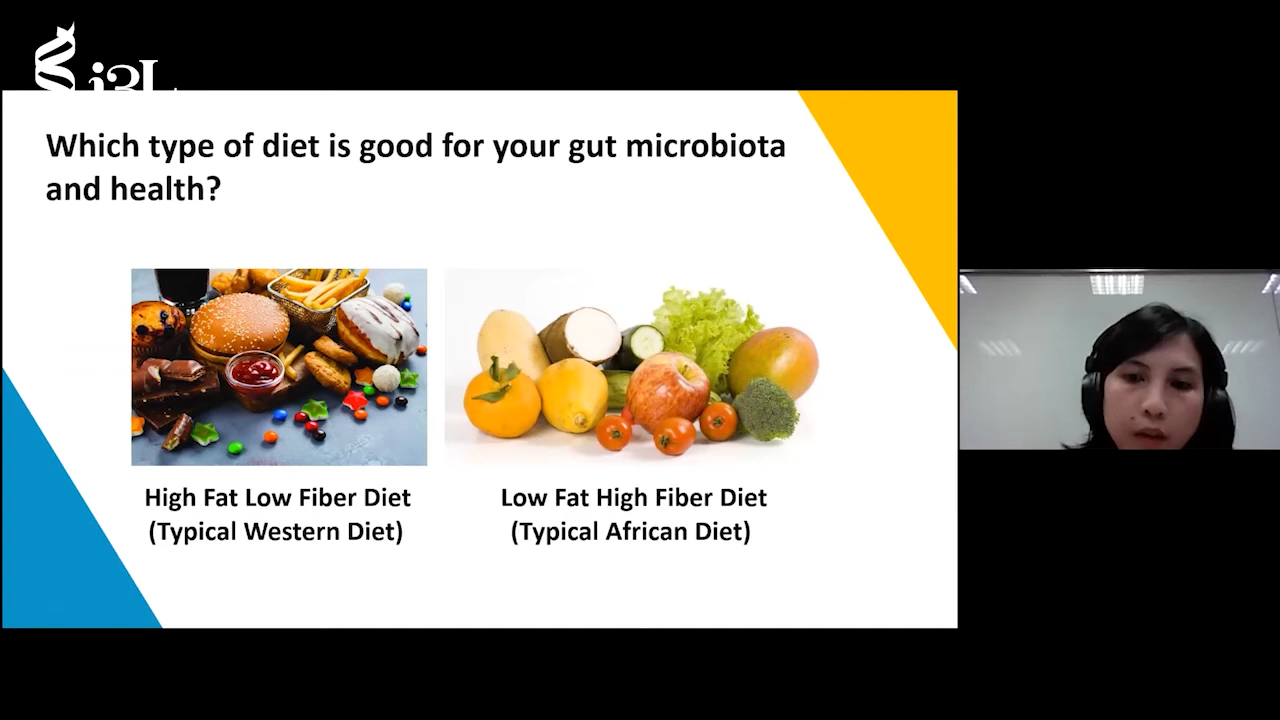 i3L
Which type of diet is good for your gut microbiota
and health?
High Fat Low Fiber Diet
(Typical Western Diet)
Low Fat High Fiber Diet
(Typical African Diet)